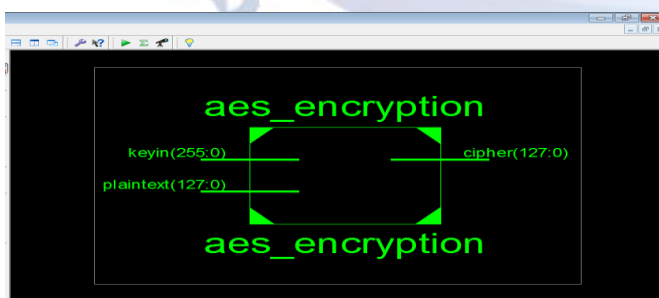 aes_encryption
keyin(255:0)
cipher(127:0)
plaintext(127:0)
aes_encryption